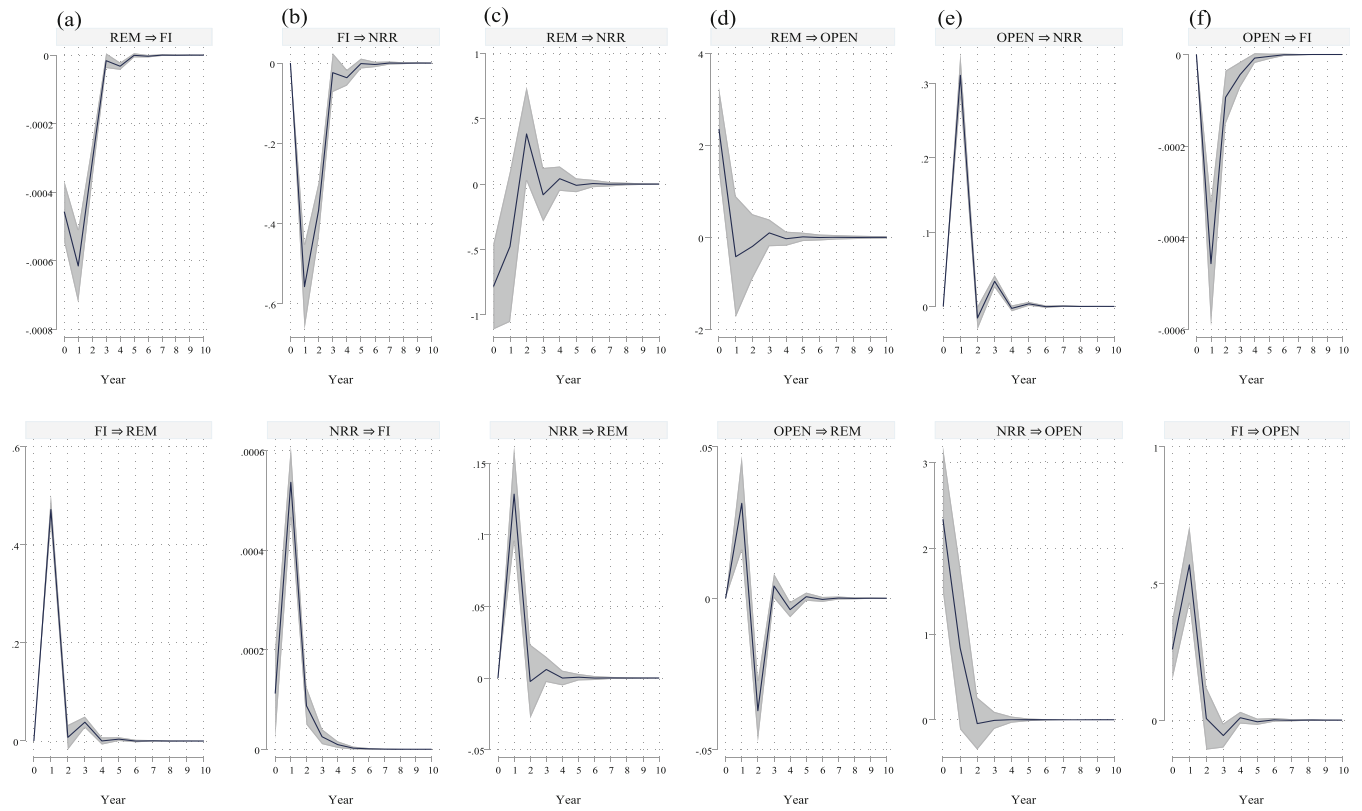 (a) (b) (c) (d) (e) (f)
REM ⇒ FI FI ⇒ NRR REM ⇒ NRR REM ⇒ OPEN OPEN ⇒ NRR OPEN ⇒ FI
0 -.0002 -.0004 -.0006 -.0008
0 -.2 -.4 -.6
1 .5 0 -.5 -1
4 2 0 -2
.3 .2 .1 0
0 -.0002 -.0004 -.0006
0 1 2 3 4 5 6 7 8 9 10 0 1 2 3 4 5 6 7 8 9 10 0 1 2 3 4 5 6 7 8 9 10 0 1 2 3 4 5 6 7 8 9 10 0 1 2 3 4 5 6 7 8 9 10 0 1 2 3 4 5 6 7 8 9 10
Year Year Year Year Year Year
FI ⇒ REM NRR ⇒ FI NRR ⇒ REM OPEN ⇒ REM NRR ⇒ OPEN FI ⇒ OPEN
.6 .4 .2 0
.0006 .0004 .0002 0
.15 .1 .05 0 -.05
.05 0 -.05
3 2 1 0
1 .5 0
0 1 2 3 4 5 6 7 8 9 10 0 1 2 3 4 5 6 7 8 9 10 0 1 2 3 4 5 6 7 8 9 10 0 1 2 3 4 5 6 7 8 9 10 0 1 2 3 4 5 6 7 8 9 10 0 1 2 3 4 5 6 7 8 9 10
Year Year Year Year Year Year